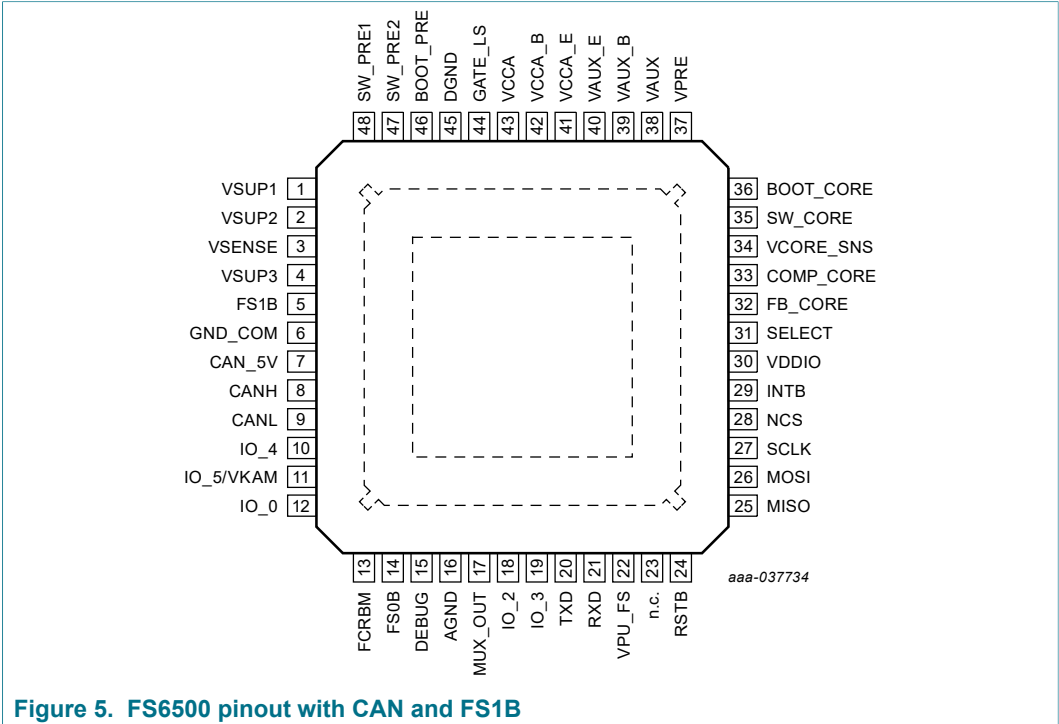 SW_PRE1
SW_PRE2
BOOT_PRE
DGND
GATE_LS
VCCA
VCCA_B
VCCA_E
VAUX_E
VAUX_B
VAUX
VPRE
48 47 46 45 44 43 42 41 40 39 38 37
VSUP1 1
VSUP2 2
VSENSE 3
VSUP3 4
FS1B 5
GND_COM 6
CAN_5V 7
CANH 8
CANL 9
IO_4 10
IO_5/VKAM 11
IO_0 12
36 BOOT_CORE
35 SW_CORE
34 VCORE_SNS
33 COMP_CORE
32 FB_CORE
31 SELECT
30 VDDIO
29 INTB
28 NCS
27 SCLK
26 MOSI
25 MISO
13 14 15 16 17 18 19 20 21 22 23 24
FCRBM
FS0B
DEBUG
AGND
MUX_OUT
IO_2
IO_3
TXD
RXD
VPU_FS
n.c.
RSTB
aaa-037734
Figure 5. FS6500 pinout with CAN and FS1B